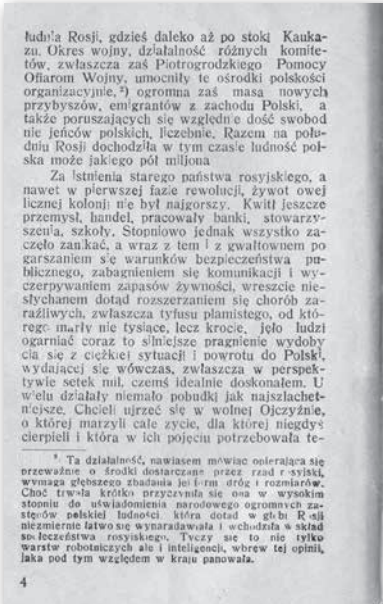 łudnia Rosji, gdzieś daleko aż po stoki Kauka-
zu. Okres wojny, działalność różnych komite-
tów, zwłaszcza zaś Piotrogrodzkiego Pomocy
Ofiarom Wojny, umocniły te ośrodki polskości
organizacyjnie, ²) ogromna zaś masa nowych
przybyszów, emigrantów z zachodu Polski, a
także poruszających się względnie dość swobod
nie jeńców polskich, liczebnie. Razem na połu-
dniu Rosji dochodziła w tym czasie ludność pol-
ska może jakiego pół miljona
Za istnienia starego państwa rosyjskiego, a
nawet w pierwszej fazie rewolucji, żywot owej
licznej kolonji nie był najgorszy. Kwitł jeszcze
przemysł, handel, pracowały banki, stowarzy-
szenia, szkoły. Stopniowo jednak wszystko za-
częło zanikać, a wraz z tem i z gwałtownem po
garszaniem się warunków bezpieczeństwa pu-
blicznego, zabagnieniem się komunikacji i wy-
czerpywaniem zapasów żywności, wreszcie nie-
słychanem dotąd rozszerzaniem się chorób za-
raźliwych, zwłaszcza tyfusu plamistego, od któ-
rego marły nie tysiące, lecz krocie, jęło ludzi
ogarniać coraz to silniejsze pragnienie wydoby
cia się z ciężkiej sytuacji i powrotu do Polski,
wydającej się wówczas, zwłaszcza w perspek-
tywie setek mil, czemś idealnie doskonałem. U
wielu działały niemało pobudki jak najszlachet-
niejsze. Chcieli ujrzeć się w wolnej Ojczyźnie,
o której marzyli całe życie, dla której niegdyś
cierpieli i która w ich pojęciu potrzebowała te-
Ta działalność, nawiasem mówiąc opierająca się
przeważnie o środki dostarczane przez rząd rosyjski,
wymaga głębszego zbadania jej form dróg i rozmiarów.
Choć trwała krótko przyczyniła się ona w wysokim
stopniu do uświadomienia narodowego ogromnych za-
stępów polskiej ludności, która dotąd w głębi Rosji
niezmiernie łatwo się wynaradawiała i wchodziła w skład
społeczeństwa rosyjskiego. Tyczy się to nie tylko
warstw robotniczych ale i inteligencji, wbrew tej opinji,
jaka pod tym względem w kraju panowała.
4